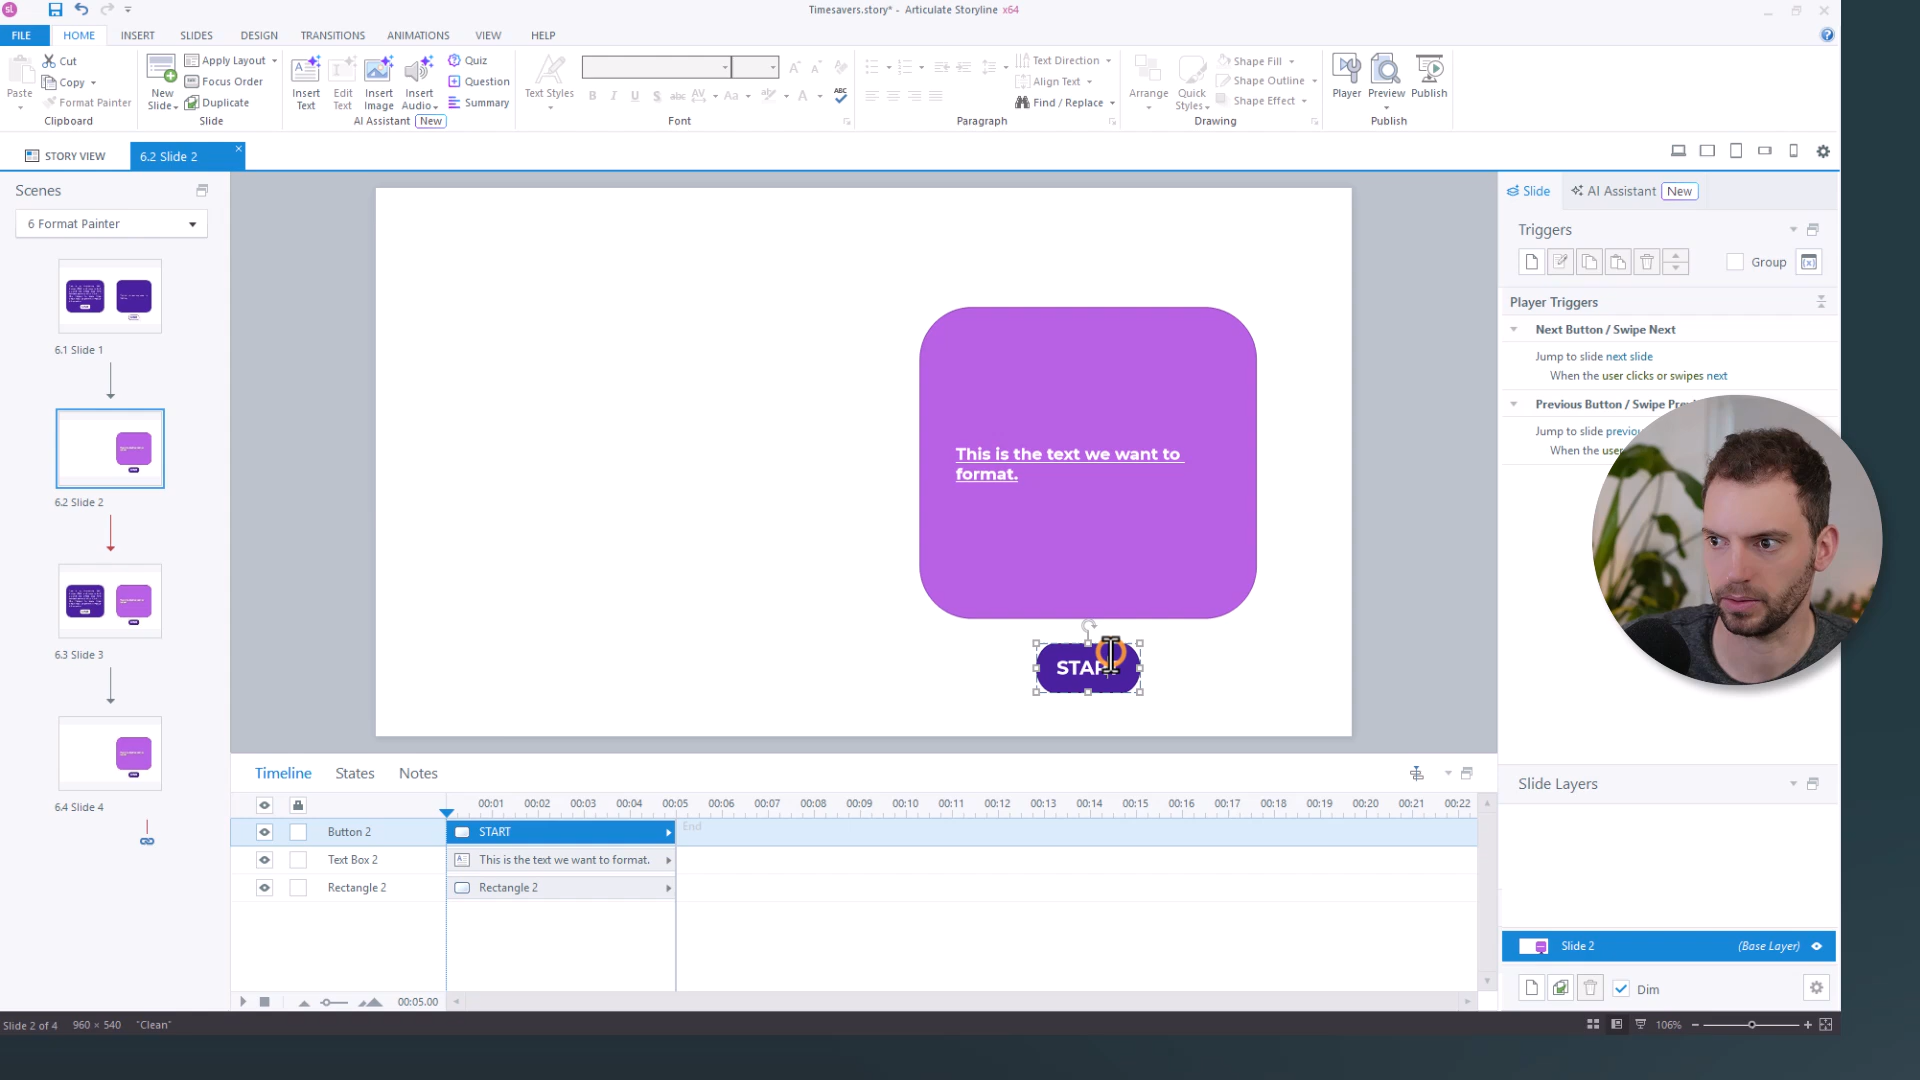 Timesavers.story* - Articulate Storyline x64
FILE HOME INSERT SLIDES DESIGN TRANSITIONS ANIMATIONS VIEW HELP
Paste
Cut
Copy
Format Painter
Clipboard
New Slide
Apply Layout
Focus Order
Duplicate
Slide
Insert Text
Edit Text
Insert Image
Insert Audio
Quiz
Question
Summary
AI Assistant New
Text Styles
B I U S abc AV Aa A ABC
Font
Text Direction
Align Text
Find / Replace
Paragraph
Arrange
Quick Styles
Shape Fill
Shape Outline
Shape Effect
Drawing
Player
Preview
Publish
Publish
STORY VIEW
6.2 Slide 2
Scenes
6 Format Painter
6.1 Slide 1
6.2 Slide 2
6.3 Slide 3
6.4 Slide 4
This is the text we want to
format.
START
Slide
AI Assistant New
Triggers
Group
Player Triggers
Next Button / Swipe Next
Jump to slide next slide
When the user clicks or swipes next
Previous Button / Swipe
Jump to slide
When the
Timeline States Notes
00:01 00:02 00:03 00:04 00:05 00:06 00:07 00:08 00:09 00:10 00:11 00:12 00:13 00:14 00:15 00:16 00:17 00:18 00:19 00:20 00:21 00:22
Button 2 START End
Text Box 2 This is the text we want to format.
Rectangle 2 Rectangle 2
00:05.00
Slide Layers
Slide 2 (Base Layer)
Dim
Slide 2 of 4 960 × 540 "Clean"
106%